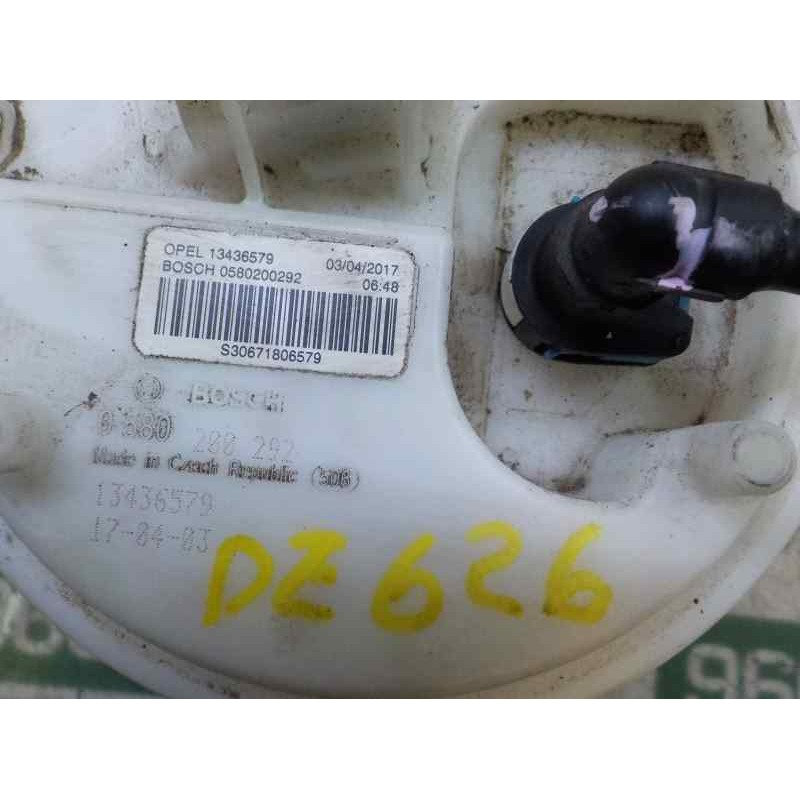 OPEL 13436579
BOSCH 0580200292
03/04/2017
06:48
S30671806579
BOSCH
0 580 200 292
Made in Czech Republic (308)
13436579
17-04-03
DZ626